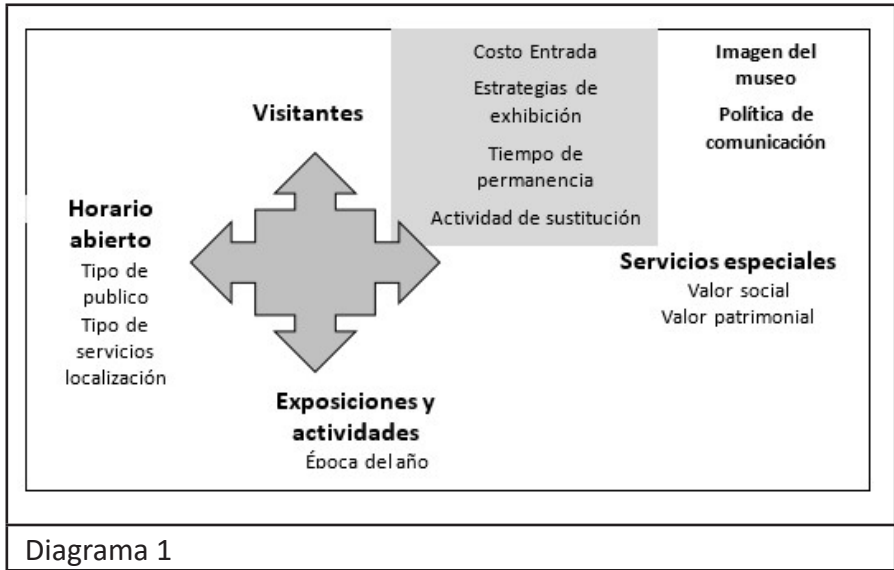 Costo Entrada
Estrategias de
exhibición
Tiempo de
permanencia
Actividad de sustitución
Imagen del
museo
Política de
comunicación
Visitantes
Horario
abierto
Tipo de
publico
Tipo de
servicios
localización
Servicios especiales
Valor social
Valor patrimonial
Exposiciones y
actividades
Época del año
Diagrama 1